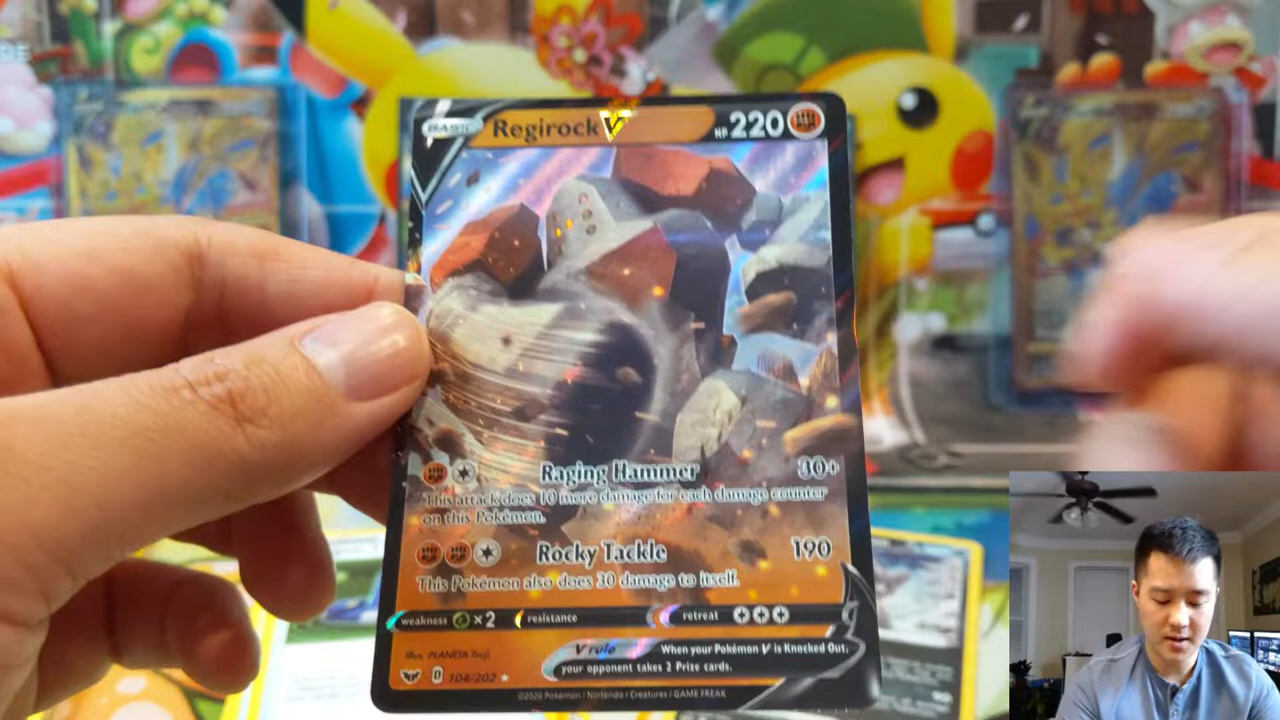 BASIC Regirock V HP 220
Raging Hammer 30+
This attack does 10 more damage for each damage counter
on this Pokémon.
Rocky Tackle 190
This Pokémon also does 30 damage to itself.
weakness ×2 resistance retreat
V rule When your Pokémon V is Knocked Out,
your opponent takes 2 Prize cards.
Illus. PLANETA Tsuji
D 104/202
©2020 Pokémon / Nintendo / Creatures / GAME FREAK